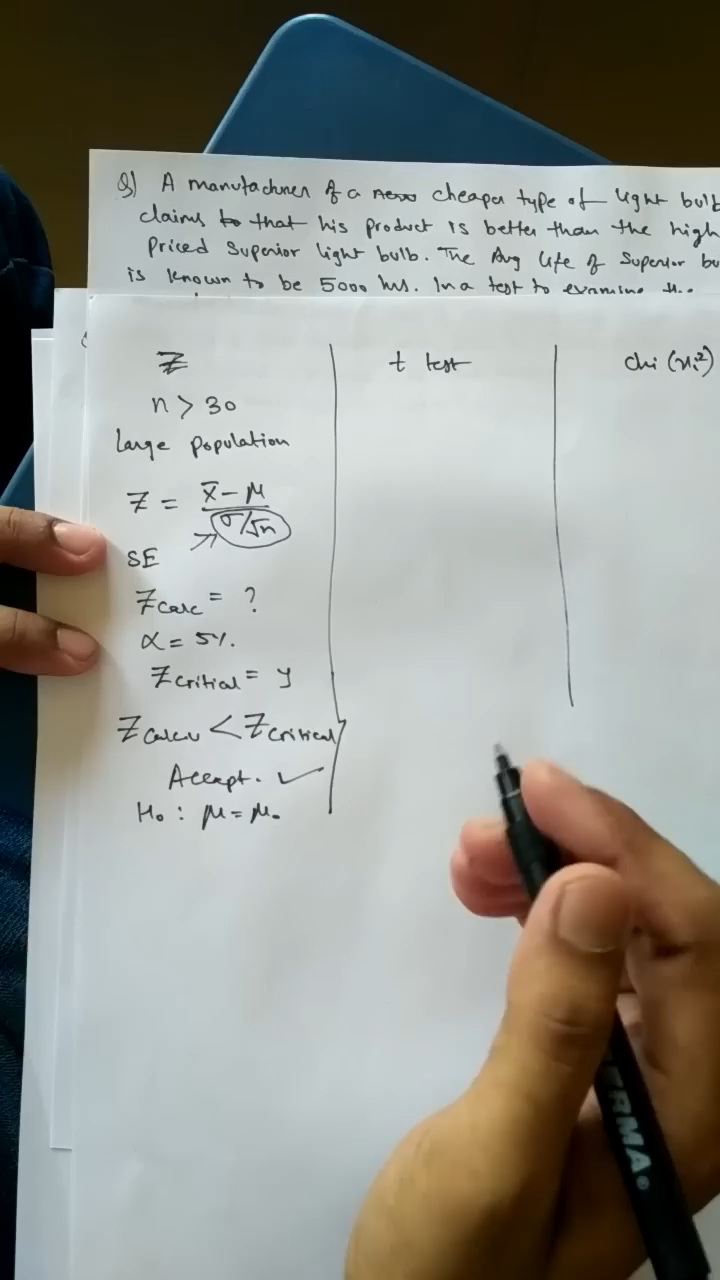 Q) A manufacturer of a new cheaper type of light bulb
claims to that his product is better than the high
priced Superior light bulb. The Avg life of Superior bu
is known to be 5000 hrs. In a test to examine the
Z
n > 30
Large population
Z = x̄ - μ / σ/√n
SE
Zcalc = ?
α = 5%.
Zcritical = y
Zcalcu < Zcritical
Accept. ✓
H₀ : μ = μ₀
t test
chi (xi²)
ERMA